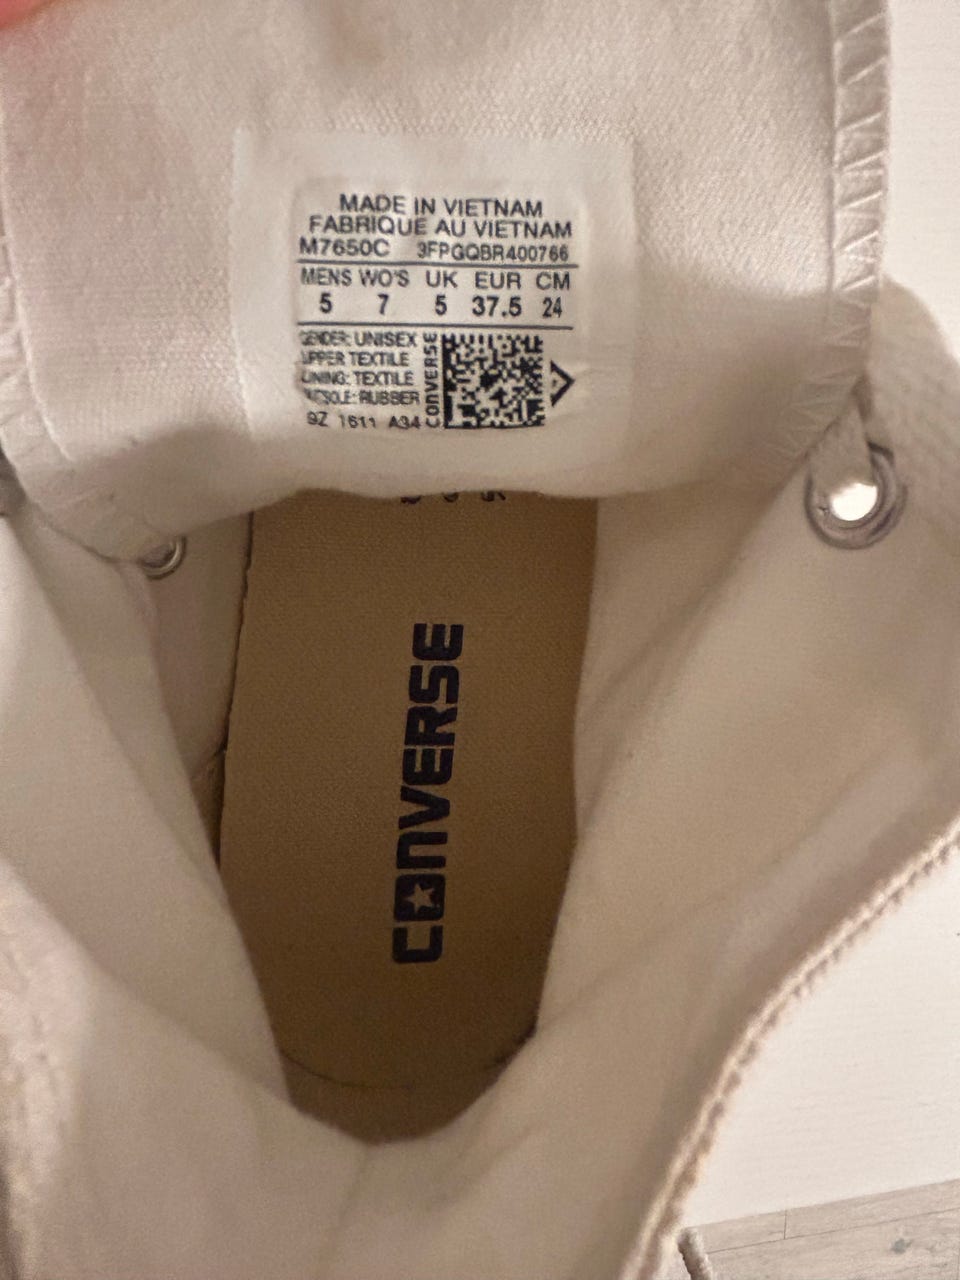 MADE IN VIETNAM
FABRIQUE AU VIETNAM
M7650C 3FPGQBR400766
MENS WO'S UK EUR CM
5 7 5 37.5 24
GENDER: UNISEX
UPPER TEXTILE
LINING: TEXTILE
OUTSOLE: RUBBER
9Z 1611 A34
CONVERSE
CONVERSE